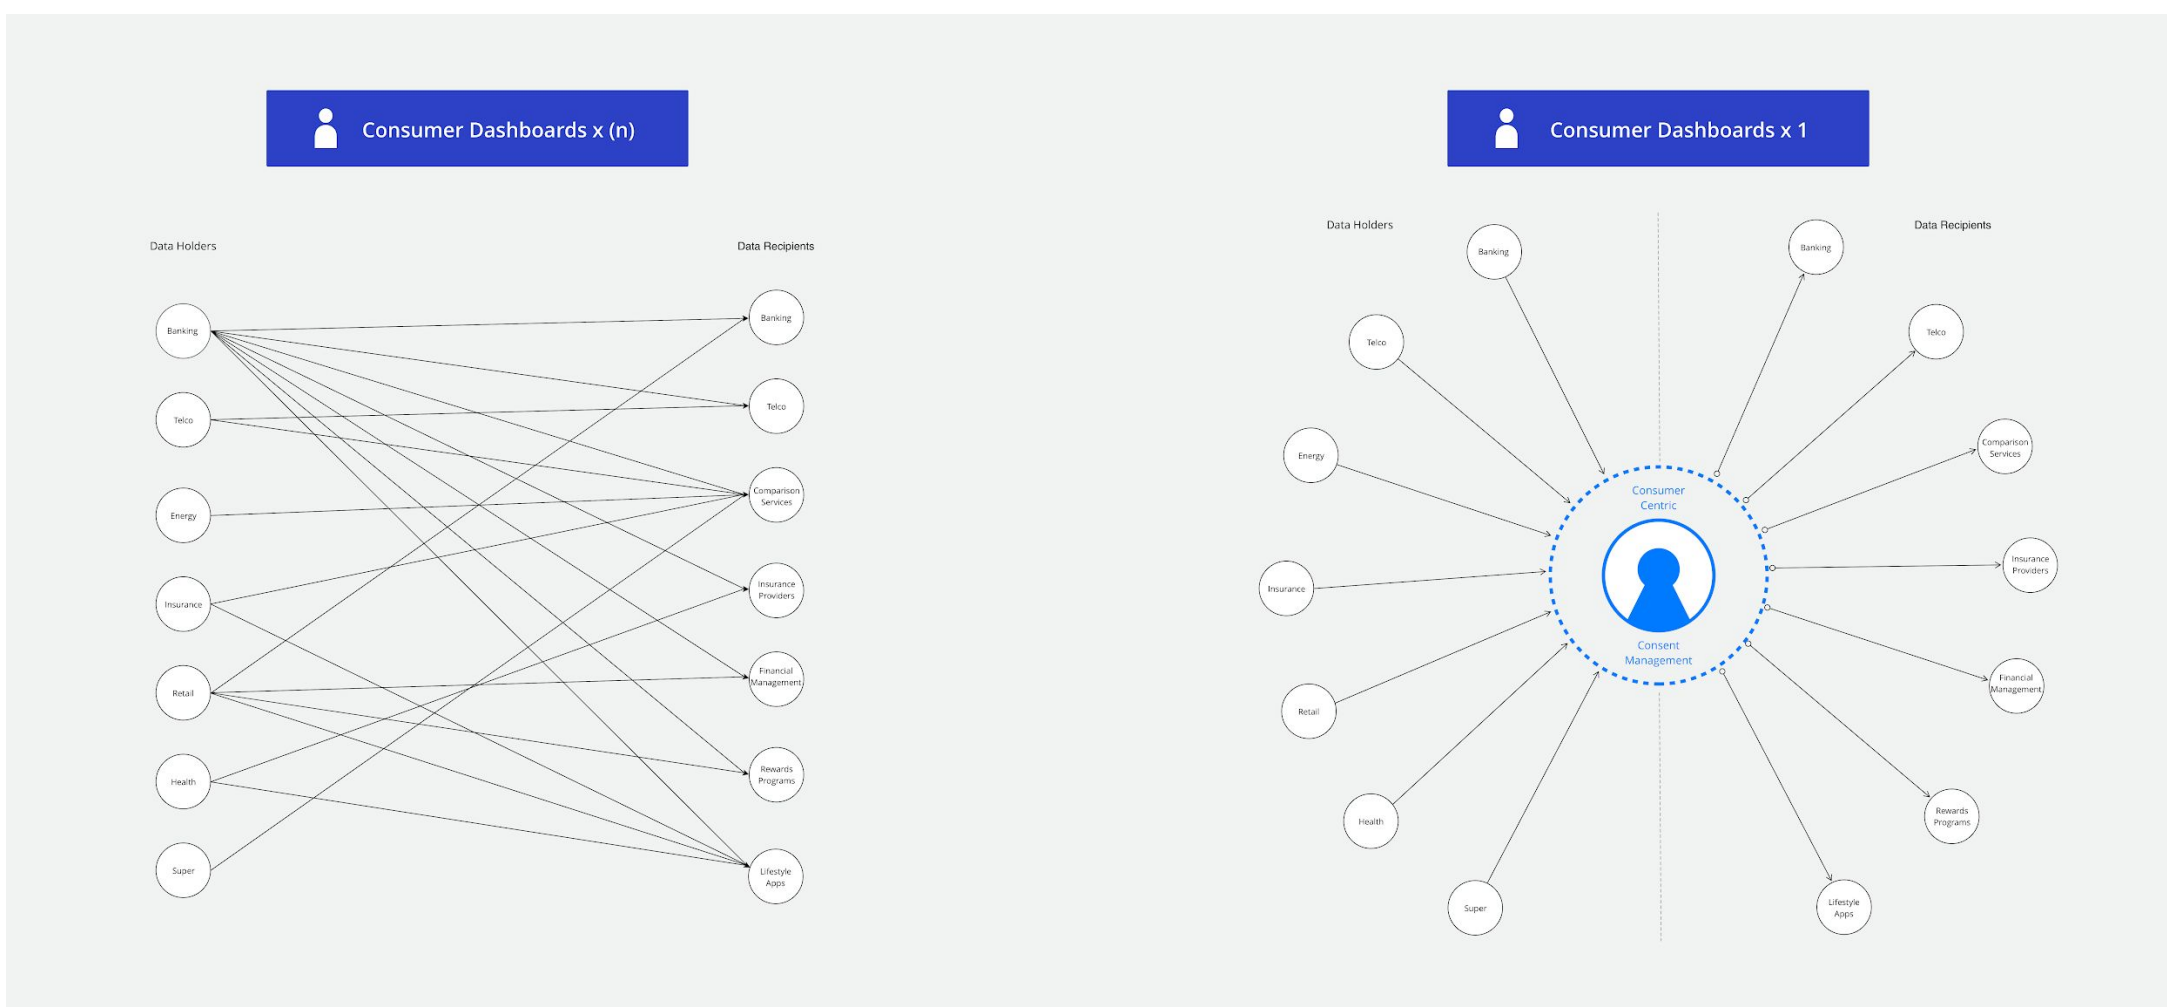 Consumer Dashboards x (n)
Data Holders
Data Recipients
Banking
Telco
Energy
Insurance
Retail
Health
Super
Banking
Telco
Comparison
Services
Insurance
Providers
Financial
Management
Rewards
Programs
Lifestyle
Apps
Consumer Dashboards x 1
Data Holders
Data Recipients
Banking
Telco
Energy
Insurance
Retail
Health
Super
Consumer
Centric
Consent
Management
Banking
Telco
Comparison
Services
Insurance
Providers
Financial
Management
Rewards
Programs
Lifestyle
Apps